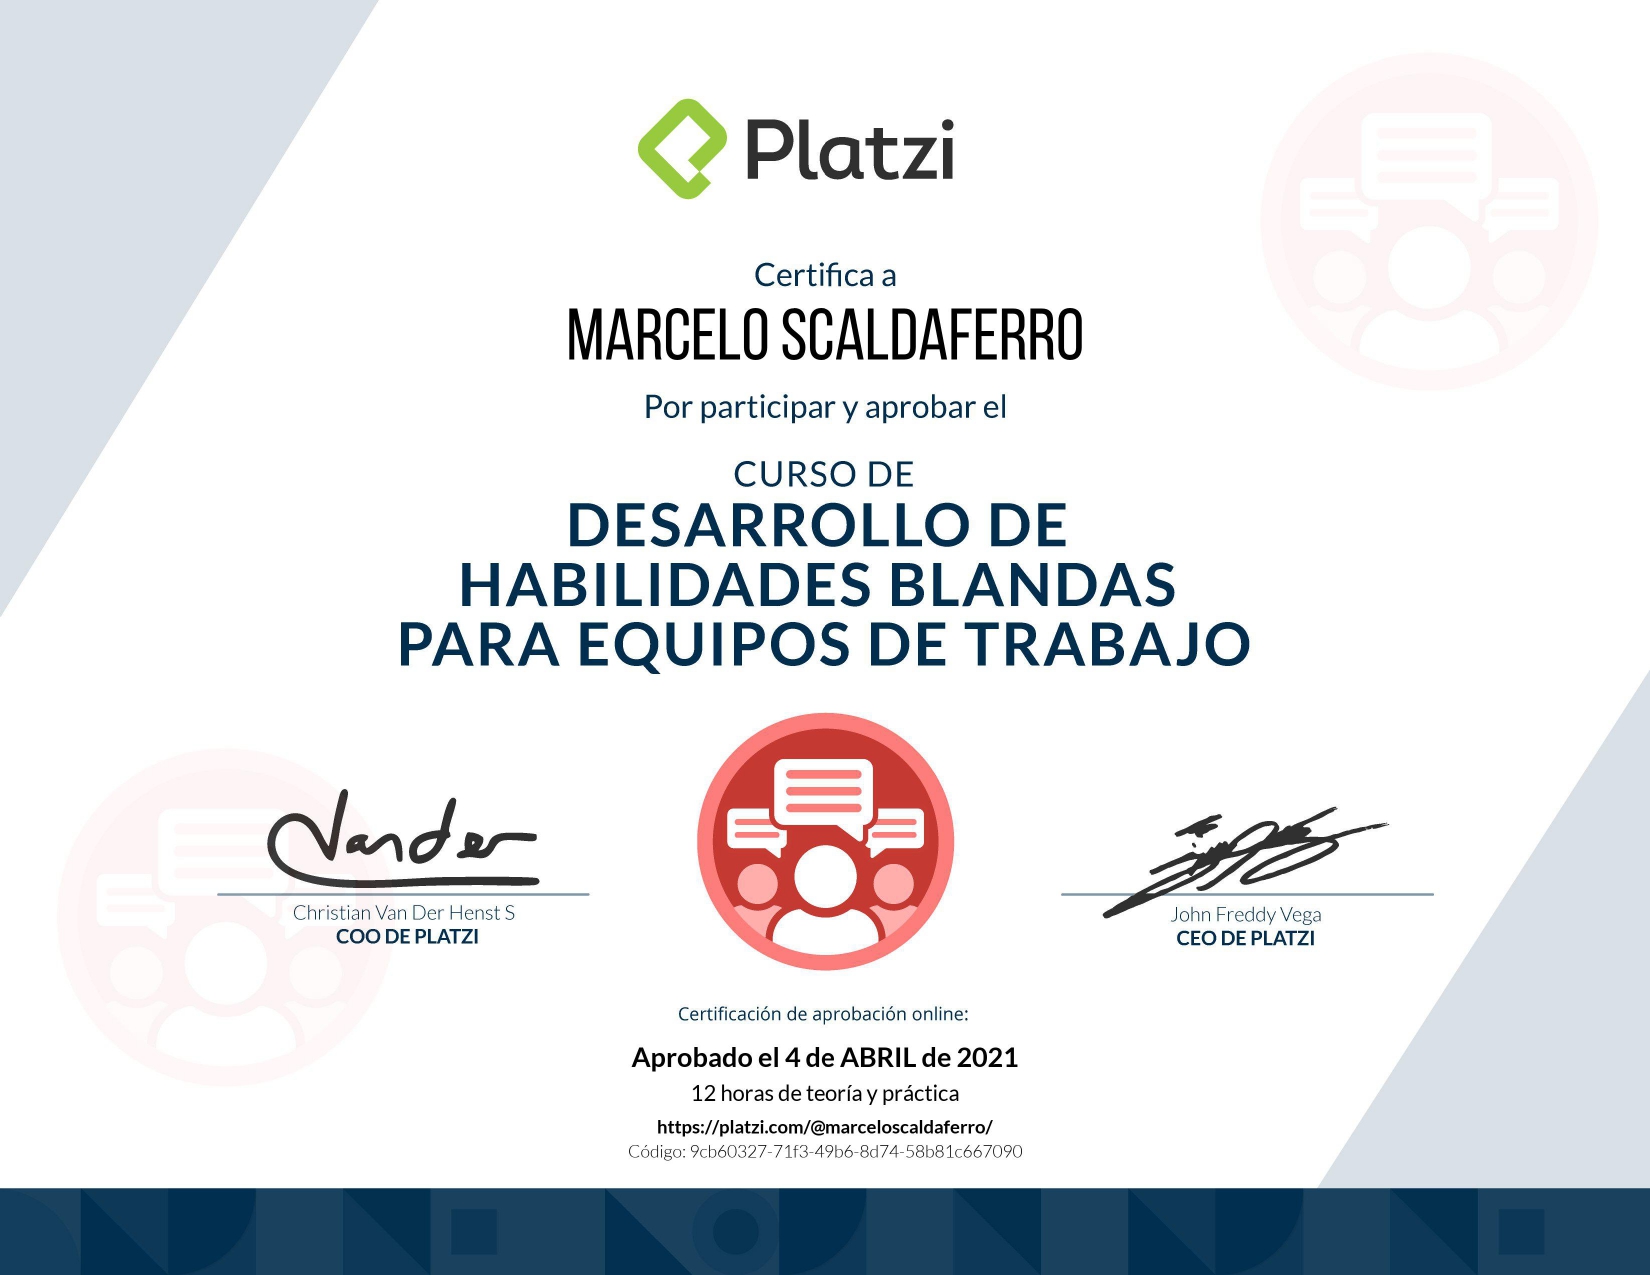 Platzi
Certifica a
MARCELO SCALDAFERRO
Por participar y aprobar el
CURSO DE
DESARROLLO DE
HABILIDADES BLANDAS
PARA EQUIPOS DE TRABAJO
Vander
Christian Van Der Henst S
COO DE PLATZI
John Freddy Vega
CEO DE PLATZI
Certificación de aprobación online:
Aprobado el 4 de ABRIL de 2021
12 horas de teoría y práctica
https://platzi.com/@marceloscaldaferro/
Código: 9cb60327-71f3-49b6-8d74-58b81c667090